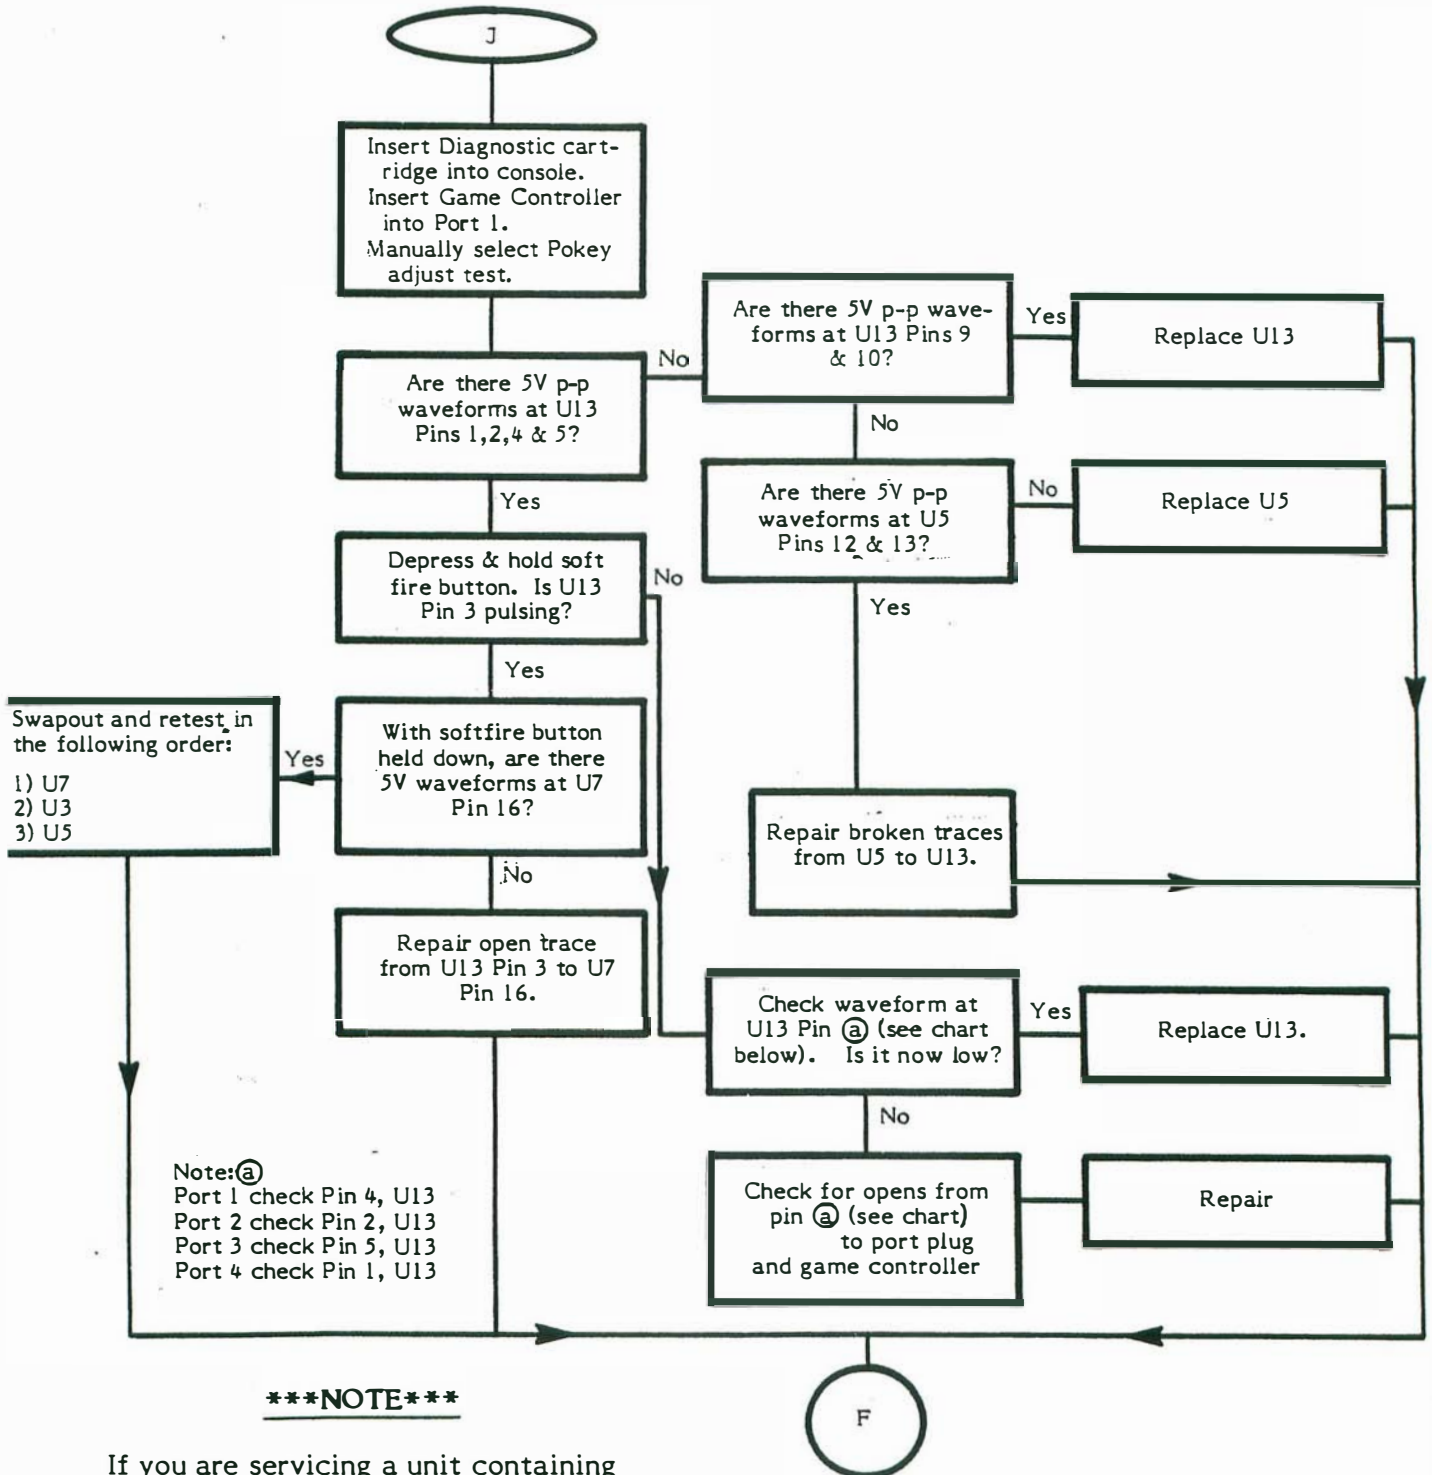 J
Insert Diagnostic cart-
ridge into console.
Insert Game Controller
into Port 1.
Manually select Pokey
adjust test.
Are there 5V p-p
waveforms at U13
Pins 1,2,4 & 5?
No
Are there 5V p-p wave-
forms at U13 Pins 9
& 10?
Yes
Replace U13
No
Are there 5V p-p
waveforms at U5
Pins 12 & 13?
No
Replace U5
Yes
Repair broken traces
from U5 to U13.
Yes
Depress & hold soft
fire button. Is U13
Pin 3 pulsing?
No
Yes
With softfire button
held down, are there
5V waveforms at U7
Pin 16?
Yes
Swapout and retest in
the following order:
1) U7
2) U3
3) U5
No
Repair open trace
from U13 Pin 3 to U7
Pin 16.
Check waveform at
U13 Pin ⓐ (see chart
below). Is it now low?
Yes
Replace U13.
No
Check for opens from
pin ⓐ (see chart)
to port plug
and game controller
Repair
Note:ⓐ
Port 1 check Pin 4, U13
Port 2 check Pin 2, U13
Port 3 check Pin 5, U13
Port 4 check Pin 1, U13
F
***NOTE***
If you are servicing a unit containing